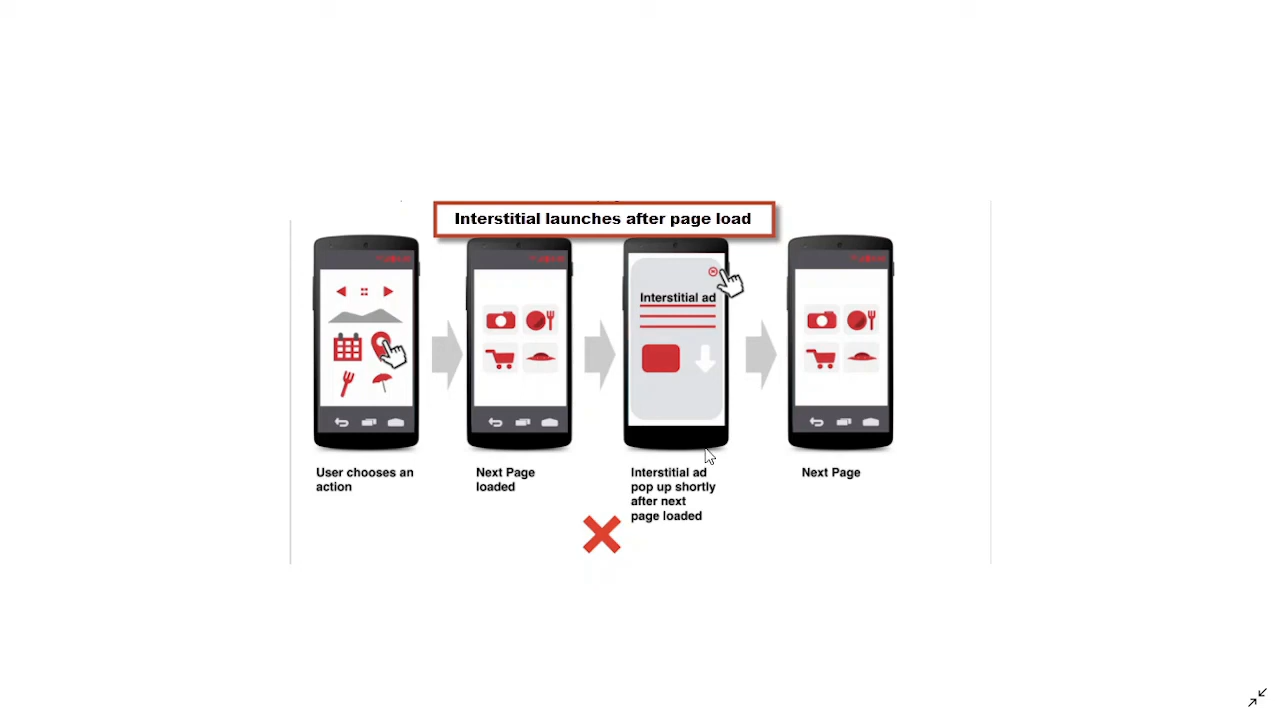 Interstitial launches after page load
Interstitial ad
User chooses an
action
Next Page
loaded
Interstitial ad
pop up shortly
after next
page loaded
Next Page